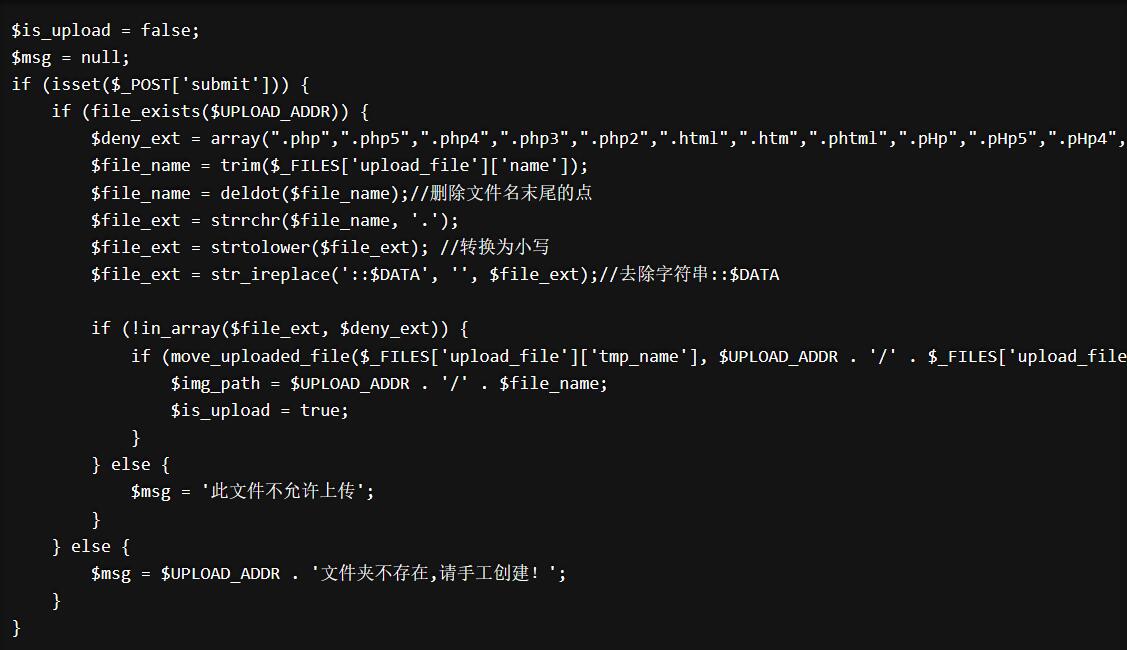 $is_upload = false;
$msg = null;
if (isset($_POST['submit'])) {
    if (file_exists($UPLOAD_ADDR)) {
        $deny_ext = array(".php",".php5",".php4",".php3",".php2",".html",".htm",".phtml",".pHp",".pHp5",".pHp4",
        $file_name = trim($_FILES['upload_file']['name']);
        $file_name = deldot($file_name);//删除文件名末尾的点
        $file_ext = strrchr($file_name, '.');
        $file_ext = strtolower($file_ext); //转换为小写
        $file_ext = str_ireplace('::$DATA', '', $file_ext);//去除字符串::$DATA

        if (!in_array($file_ext, $deny_ext)) {
            if (move_uploaded_file($_FILES['upload_file']['tmp_name'], $UPLOAD_ADDR . '/' . $_FILES['upload_file
                $img_path = $UPLOAD_ADDR . '/' . $file_name;
                $is_upload = true;
            }
        } else {
            $msg = '此文件不允许上传';
        }
    } else {
        $msg = $UPLOAD_ADDR . '文件夹不存在,请手工创建！';
    }
}